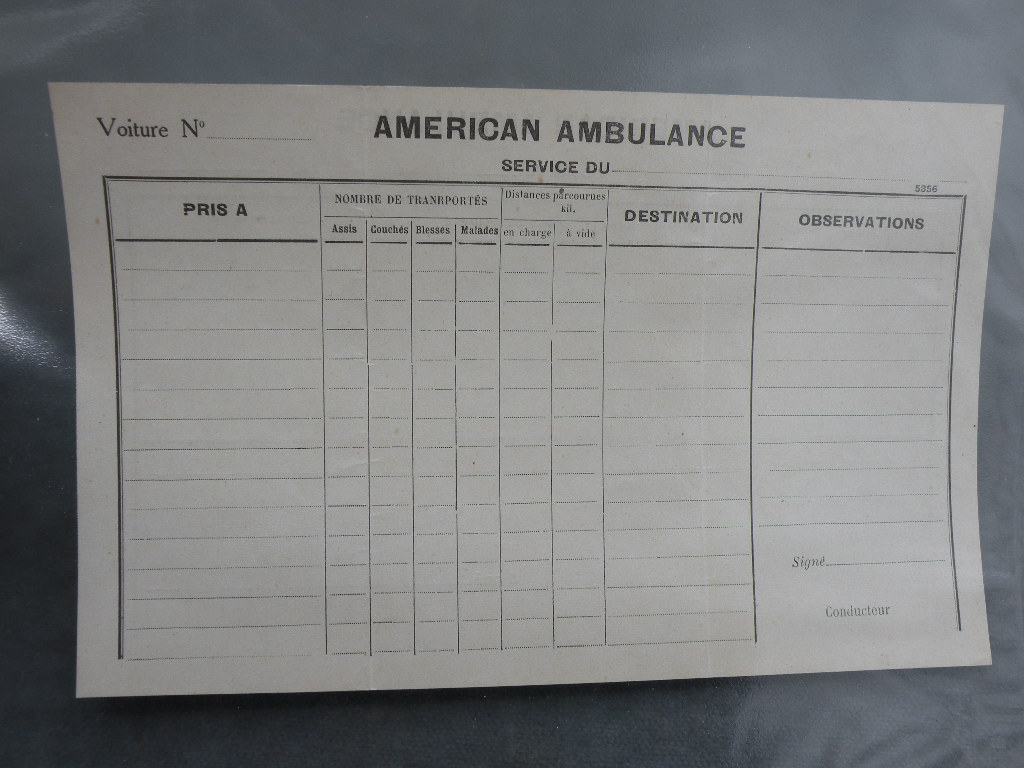 Voiture Nº
AMERICAN AMBULANCE
SERVICE DU
5356
PRIS A
NOMBRE DE TRANRPORTÉS
Distances parcourues
kil.
DESTINATION
OBSERVATIONS
Assis Couchés Blessés Malades en charge à vide
Signé
Conducteur